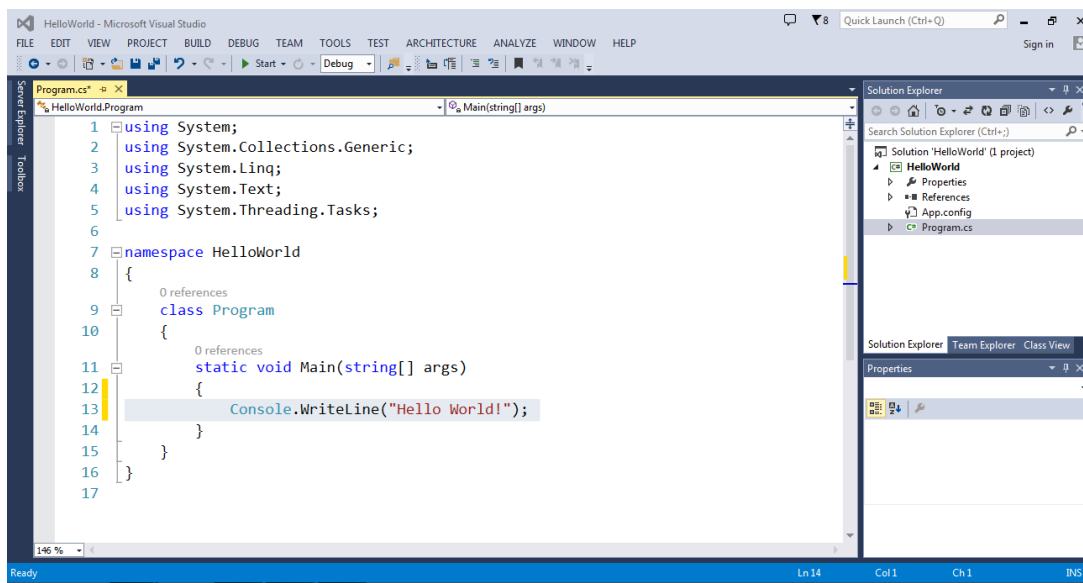 HelloWorld - Microsoft Visual Studio
8
Quick Launch (Ctrl+Q)
FILE EDIT VIEW PROJECT BUILD DEBUG TEAM TOOLS TEST ARCHITECTURE ANALYZE WINDOW HELP
Sign in
Start
Debug
Server Explorer
Toolbox
Program.cs*
HelloWorld.Program
Main(string[] args)
1 using System;
2 using System.Collections.Generic;
3 using System.Linq;
4 using System.Text;
5 using System.Threading.Tasks;
6
7 namespace HelloWorld
8 {
0 references
9 class Program
10 {
0 references
11 static void Main(string[] args)
12 {
13 Console.WriteLine("Hello World!");
14 }
15 }
16 }
17
146 %
Solution Explorer
Search Solution Explorer (Ctrl+;)
Solution 'HelloWorld' (1 project)
C# HelloWorld
Properties
References
App.config
C# Program.cs
Solution Explorer Team Explorer Class View
Properties
Ready
Ln 14 Col 1 Ch 1 INS